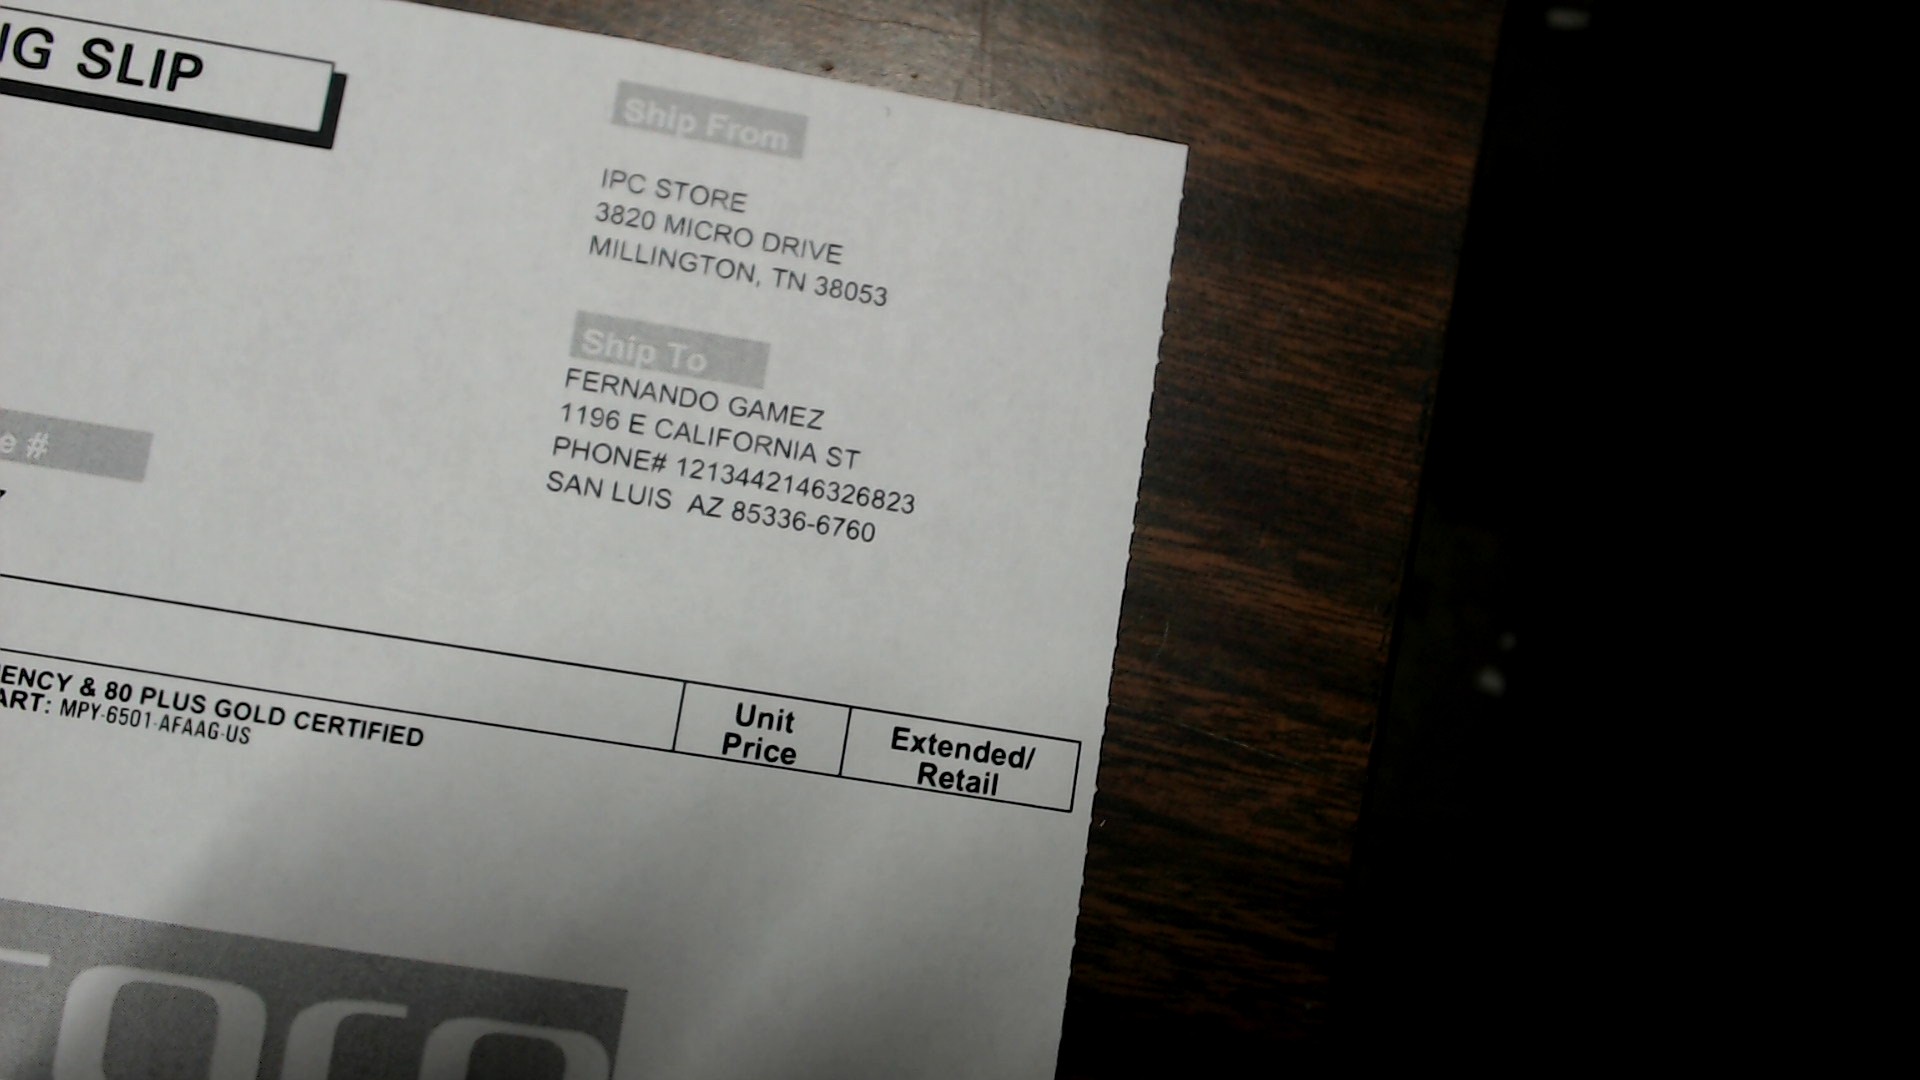 NG SLIP
Ship From
IPC STORE
3820 MICRO DRIVE
MILLINGTON, TN 38053
Ship To
FERNANDO GAMEZ
1196 E CALIFORNIA ST
PHONE# 1213442146326823
SAN LUIS AZ 85336-6760
e #
ENCY & 80 PLUS GOLD CERTIFIED
ART: MPY-6501-AFAAG-US
Unit
Price
Extended/
Retail